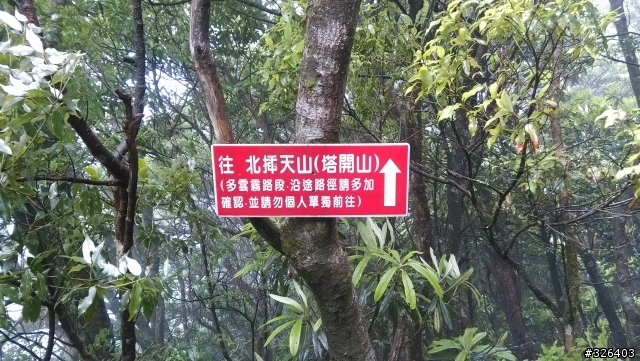 往 北插天山(塔開山)
(多雲霧路段,沿途路徑請多加
確認,並請勿個人單獨前往)
#326403